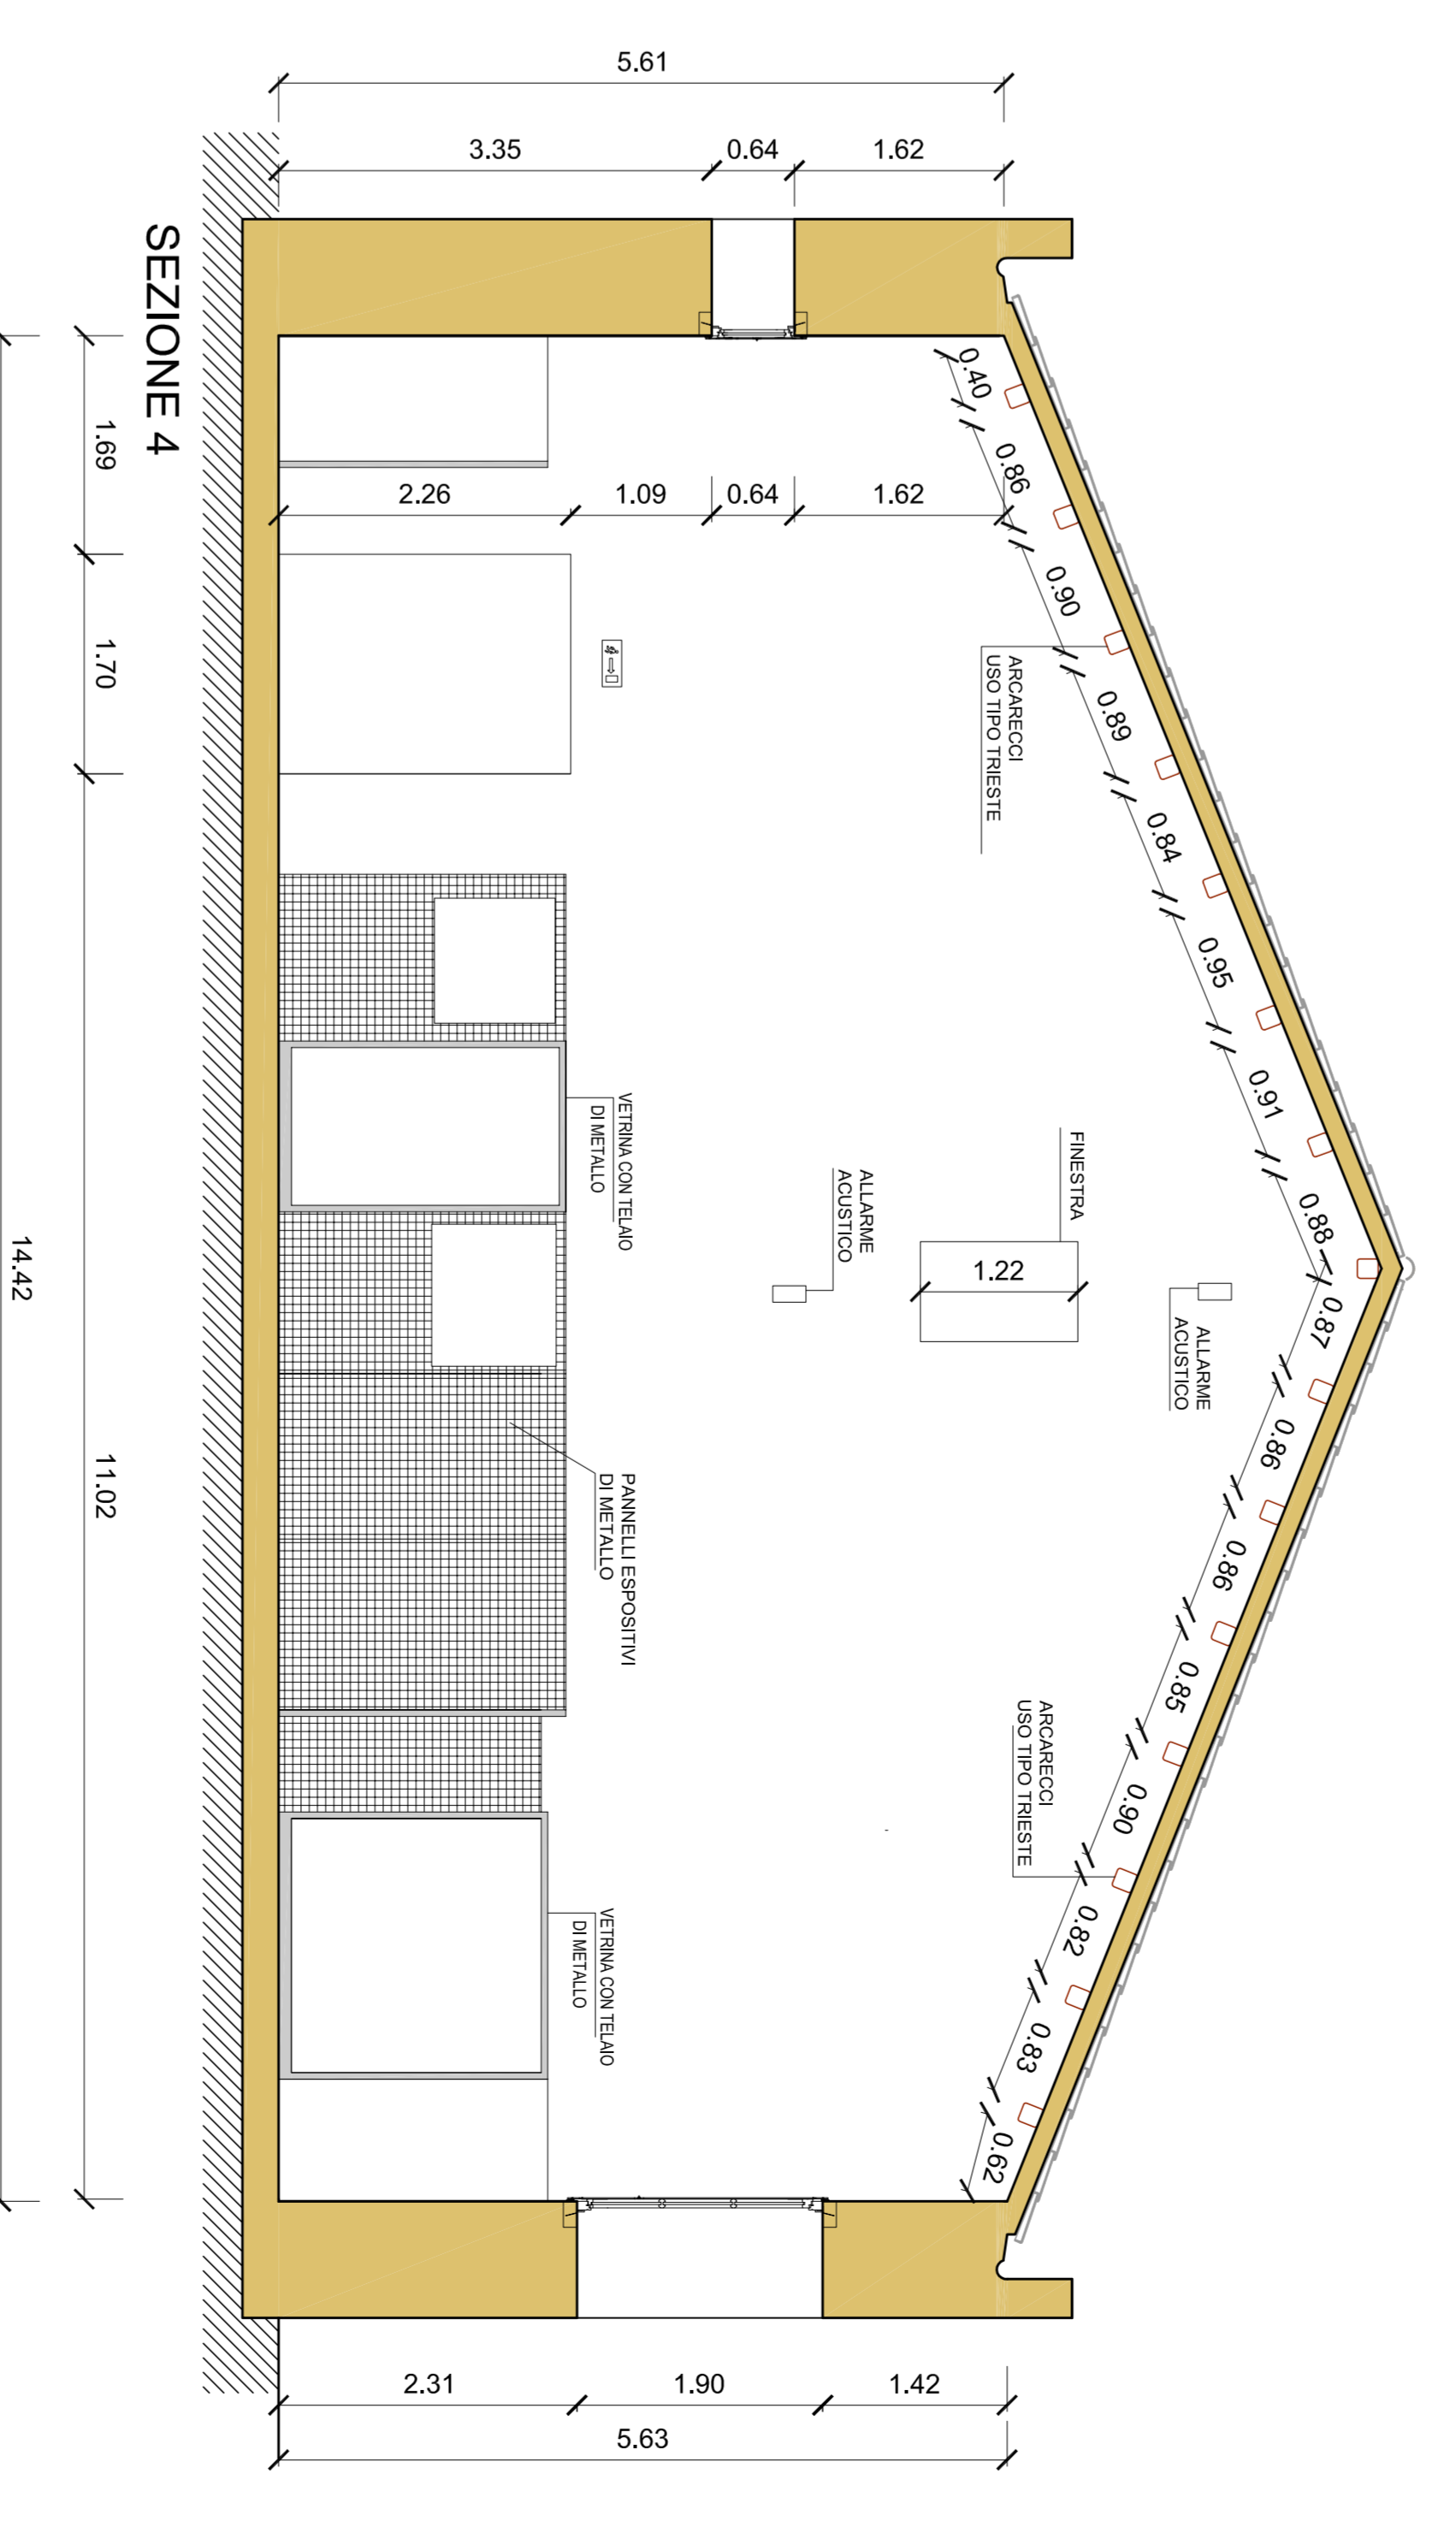 5.61
3.35
0.64
1.62
0.40
0.86
0.90
0.89
0.84
0.95
0.91
0.88
0.87
0.86
0.86
0.85
0.90
0.82
0.83
0.62
2.26
1.09
0.64
1.62
ARCARECCI
USO TIPO TRIESTE
FINESTRA
1.22
ALLARME
ACUSTICO
ALLARME
ACUSTICO
VETRINA CON TELAIO
DI METALLO
PANNELLI ESPOSITIVI
DI METALLO
ARCARECCI
USO TIPO TRIESTE
VETRINA CON TELAIO
DI METALLO
2.31
1.90
1.42
5.63
SEZIONE 4
1.69
1.70
11.02
14.42